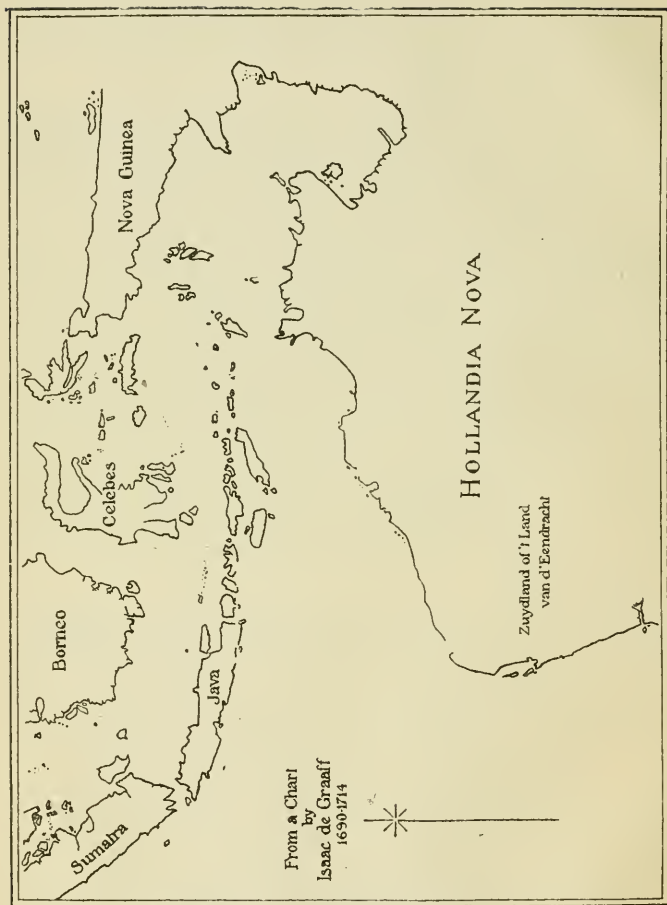 Nova Guinea
Celebes
Borneo
Java
Sumatra
HOLLANDIA NOVA
Zuydland of 't Land
van d'Eendracht
From a Chart
by
Isaac de Graaff
1690-1714